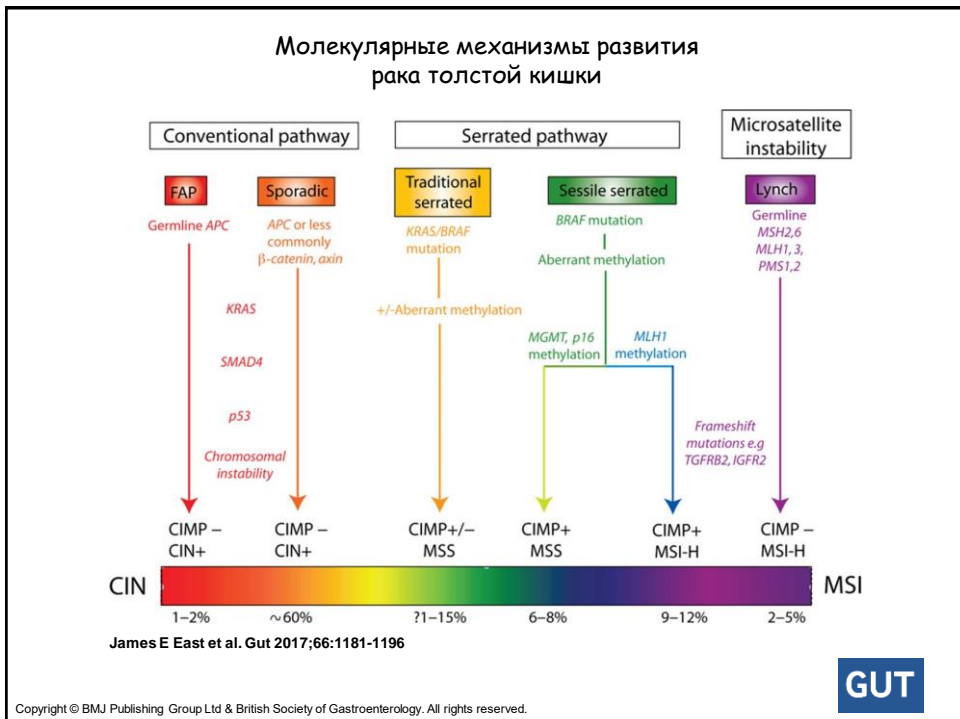 Молекулярные механизмы развития
рака толстой кишки
Conventional pathway
Serrated pathway
Microsatellite
instability
FAP
Sporadic
Traditional
serrated
Sessile serrated
Lynch
Germline APC
APC or less
commonly
β-catenin, axin
KRAS/BRAF
mutation
BRAF mutation
Aberrant methylation
Germline
MSH2,6
MLH1, 3,
PMS1,2
KRAS
SMAD4
p53
Chromosomal
instability
+/-Aberrant methylation
MGMT, p16
methylation
MLH1
methylation
Frameshift
mutations e.g
TGFRB2, IGFR2
CIMP –
CIN+
CIMP –
CIN+
CIMP+/–
MSS
CIMP+
MSS
CIMP+
MSI-H
CIMP –
MSI-H
CIN
MSI
1–2%
~60%
?1–15%
6–8%
9–12%
2–5%
James E East et al. Gut 2017;66:1181-1196
GUT
Copyright © BMJ Publishing Group Ltd & British Society of Gastroenterology. All rights reserved.